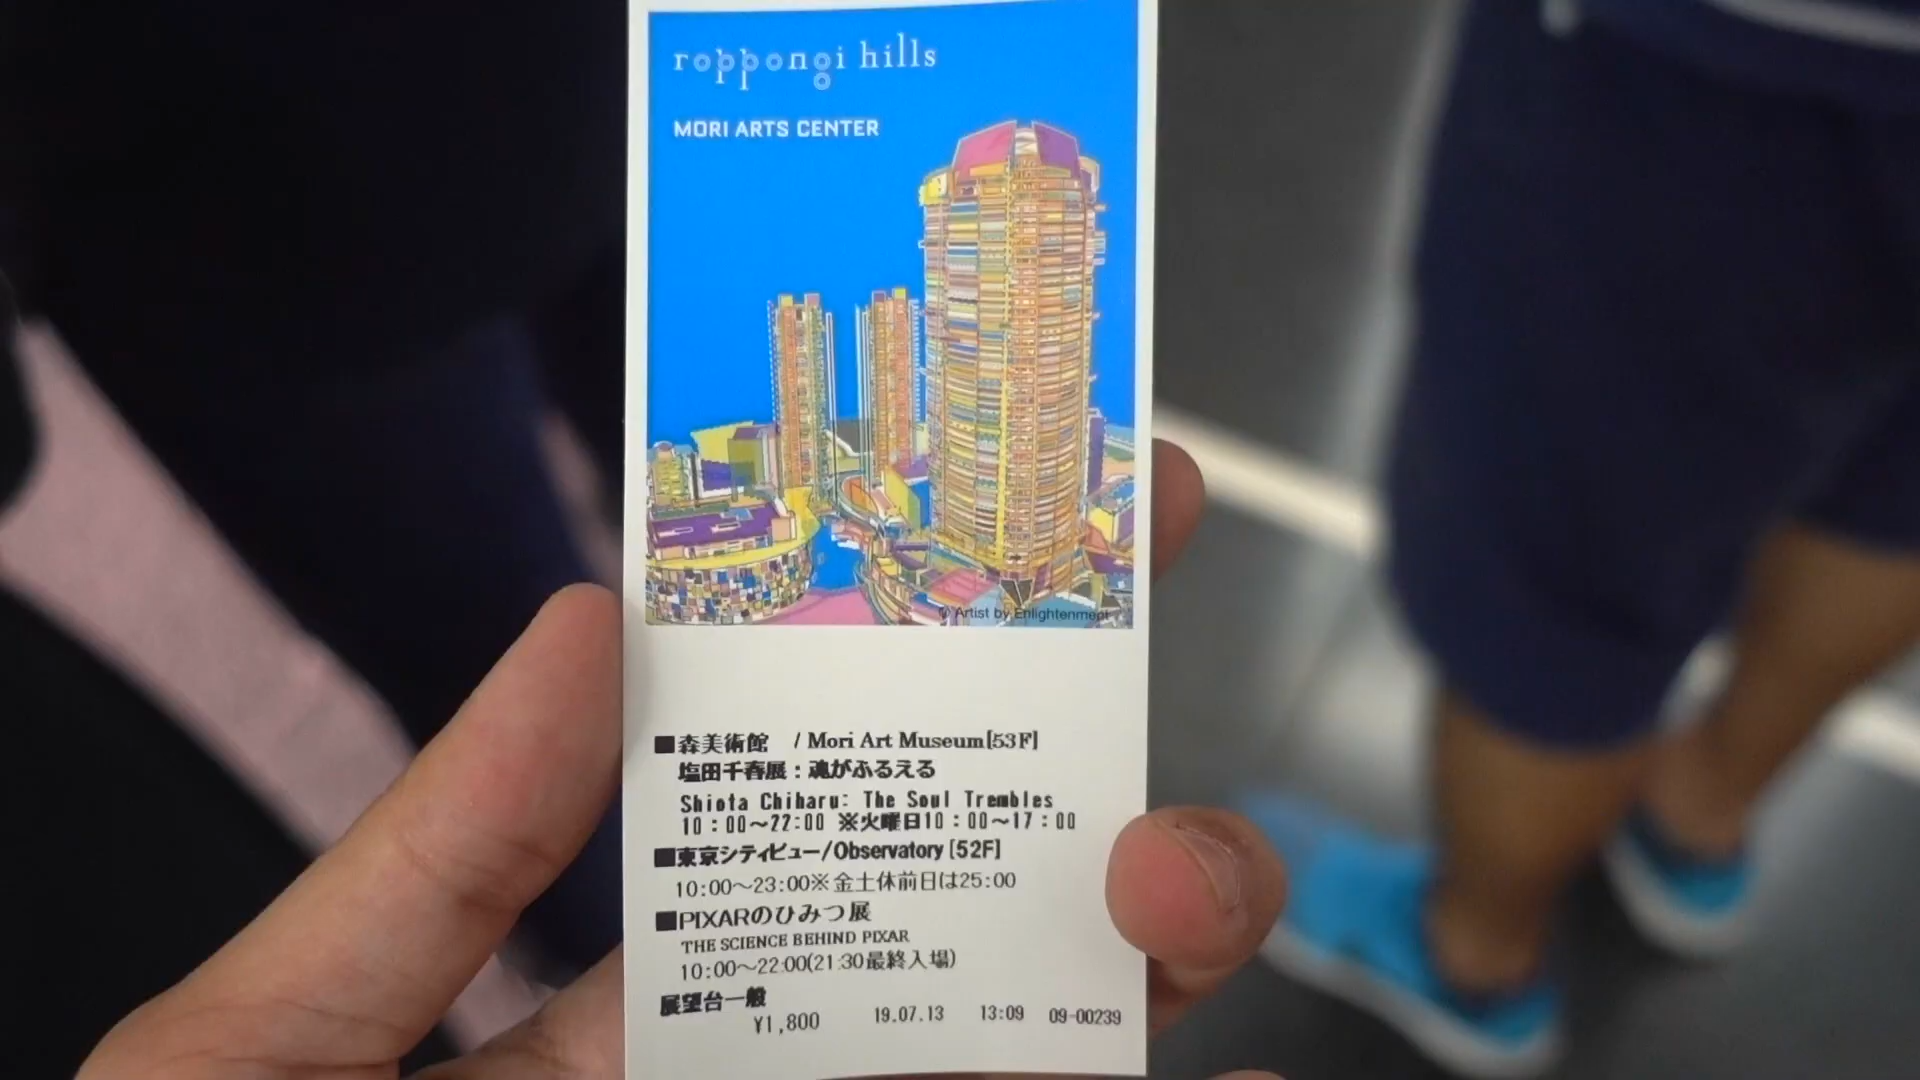 roppongi hills
MORI ARTS CENTER
© Artist by Enlightenment
■森美術館 / Mori Art Museum[53F]
塩田千春展：魂がふるえる
Shiota Chiharu: The Soul Trembles
10：00～22:00 ※火曜日10：00～17：00
■東京シティビュー/Observatory [52F]
10:00～23:00※金土休前日は25:00
■PIXARのひみつ展
THE SCIENCE BEHIND PIXAR
10:00～22:00(21:30最終入場)
展望台一般
¥1,800 19.07.13 13:09 09-00239